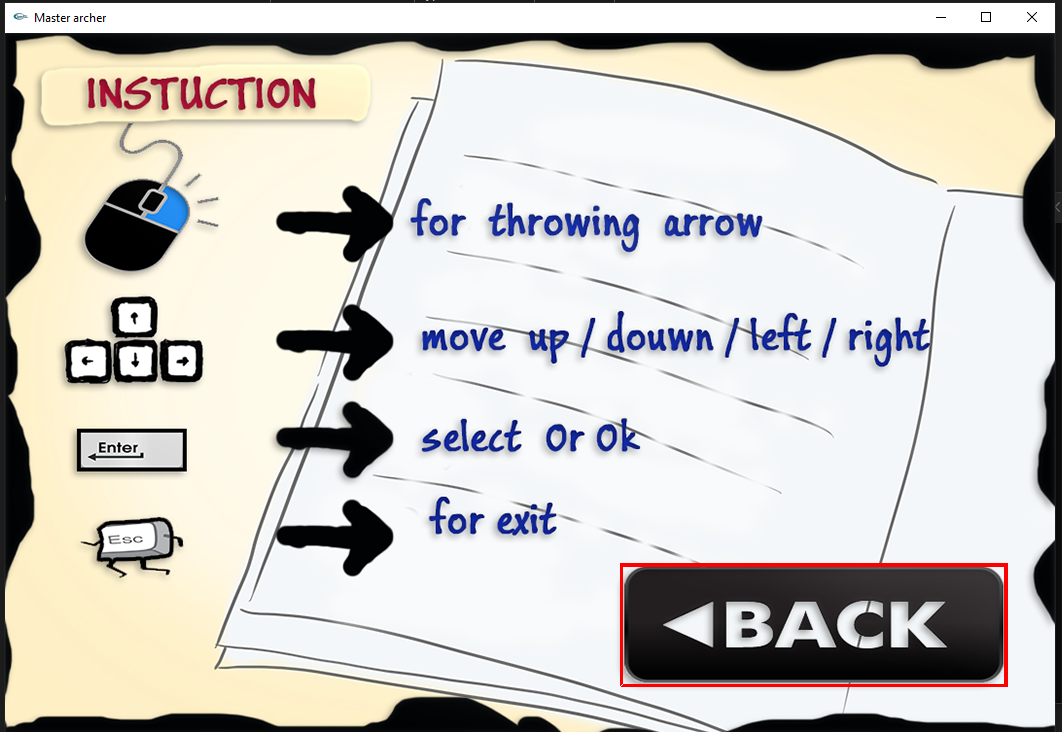 Master archer
INSTUCTION
for throwing arrow
move up / douwn / left / right
Enter
select Or Ok
Esc
for exit
BACK